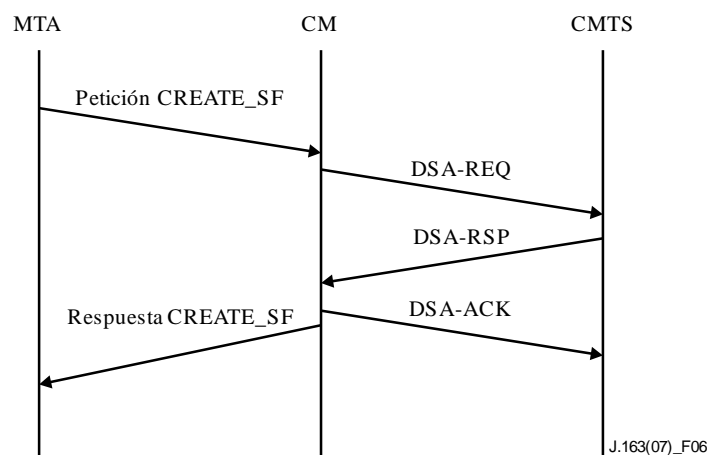 MTA
CM
CMTS
Petición CREATE_SF
DSA-REQ
DSA-RSP
Respuesta CREATE_SF
DSA-ACK
J.163(07)_F06